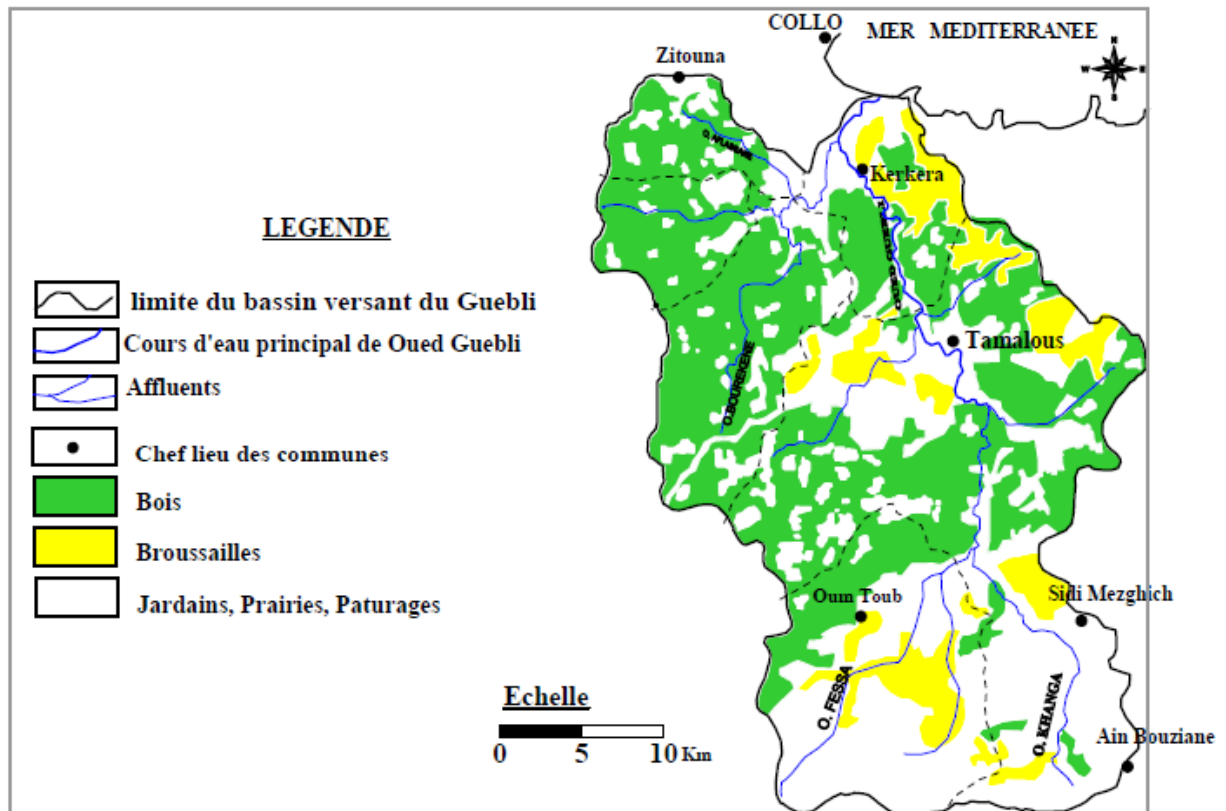 COLLO
MER MEDITERRANEE
N
W
E
S
Zitouna
Kerkera
LEGENDE
limite du bassin versant du Guebli
Cours d'eau principal de Oued Guebli
Affluents
Chef lieu des communes
Bois
Broussailles
Jardains, Prairies, Paturages
Tamalous
O.BOUREKENE
Oum Toub
Sidi Mezghich
O. FESSA
O. KHANGA
Ain Bouziane
Echelle
0 5 10 Km